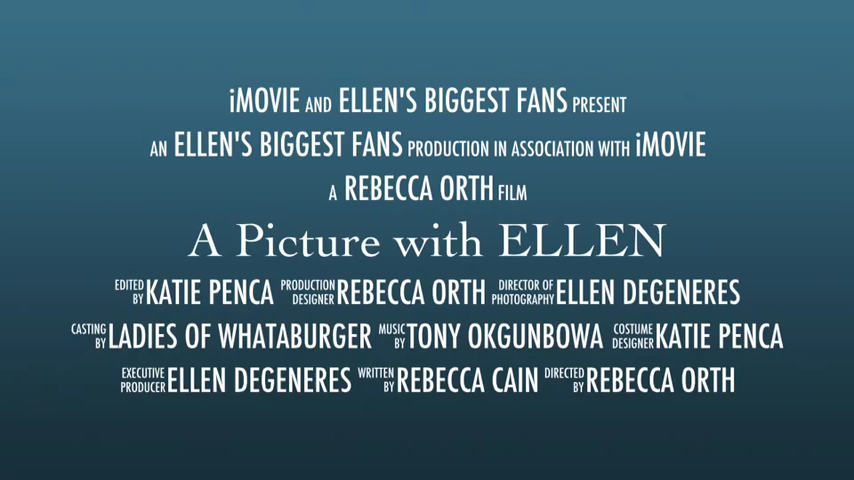 iMOVIE AND ELLEN'S BIGGEST FANS PRESENT
AN ELLEN'S BIGGEST FANS PRODUCTION IN ASSOCIATION WITH iMOVIE
A REBECCA ORTH FILM
A Picture with ELLEN
EDITED BY KATIE PENCA PRODUCTION DESIGNER REBECCA ORTH DIRECTOR OF PHOTOGRAPHY ELLEN DEGENERES
CASTING BY LADIES OF WHATABURGER MUSIC BY TONY OKGUNBOWA COSTUME DESIGNER KATIE PENCA
EXECUTIVE PRODUCER ELLEN DEGENERES WRITTEN BY REBECCA CAIN DIRECTED BY REBECCA ORTH